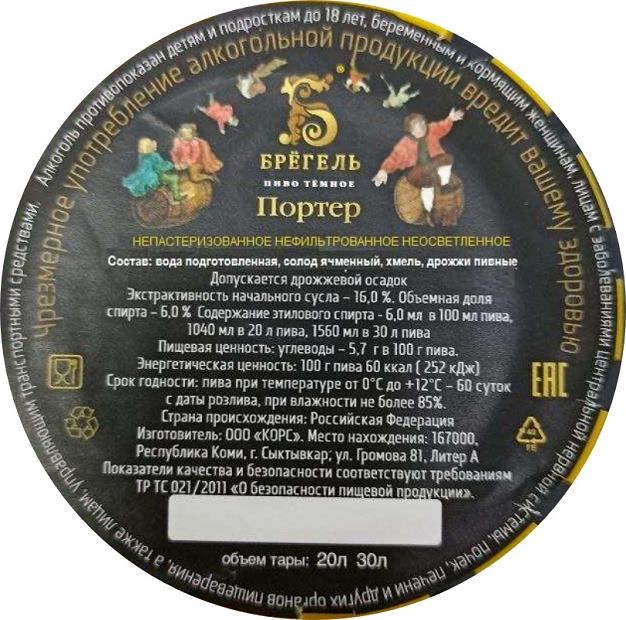 Алкоголь противопоказан детям и подросткам до 18 лет, беременным и кормящим женщинам, лицам с заболеваниями центральной нервной системы, почек, печени и других органов пищеварения, а также лицам, управляющим транспортными средствами.
Чрезмерное употребление алкогольной продукции вредит вашему здоровью
Б®
БРЁГЕЛЬ
ПИВО ТЁМНОЕ
Портер
НЕПАСТЕРИЗОВАННОЕ НЕФИЛЬТРОВАННОЕ НЕОСВЕТЛЕННОЕ
Состав: вода подготовленная, солод ячменный, хмель, дрожжи пивные
Допускается дрожжевой осадок
Экстрактивность начального сусла – 16,0 %. Объемная доля
спирта – 6,0 % Содержание этилового спирта - 6,0 мл в 100 мл пива,
1040 мл в 20 л пива, 1560 мл в 30 л пива
Пищевая ценность: углеводы – 5,7 г в 100 г пива.
Энергетическая ценность: 100 г пива 60 ккал ( 252 кДж)
Срок годности: пива при температуре от 0°С до +12°С – 60 суток
с даты розлива, при влажности не более 85%.
Страна происхождения: Российская Федерация
Изготовитель: ООО «КОРС». Место нахождения: 167000,
Республика Коми, г. Сыктывкар, ул. Громова 81, Литер А
Показатели качества и безопасности соответствуют требованиям
ТР ТС 021/2011 «О безопасности пищевой продукции».
EAC
объем тары: 20л 30л